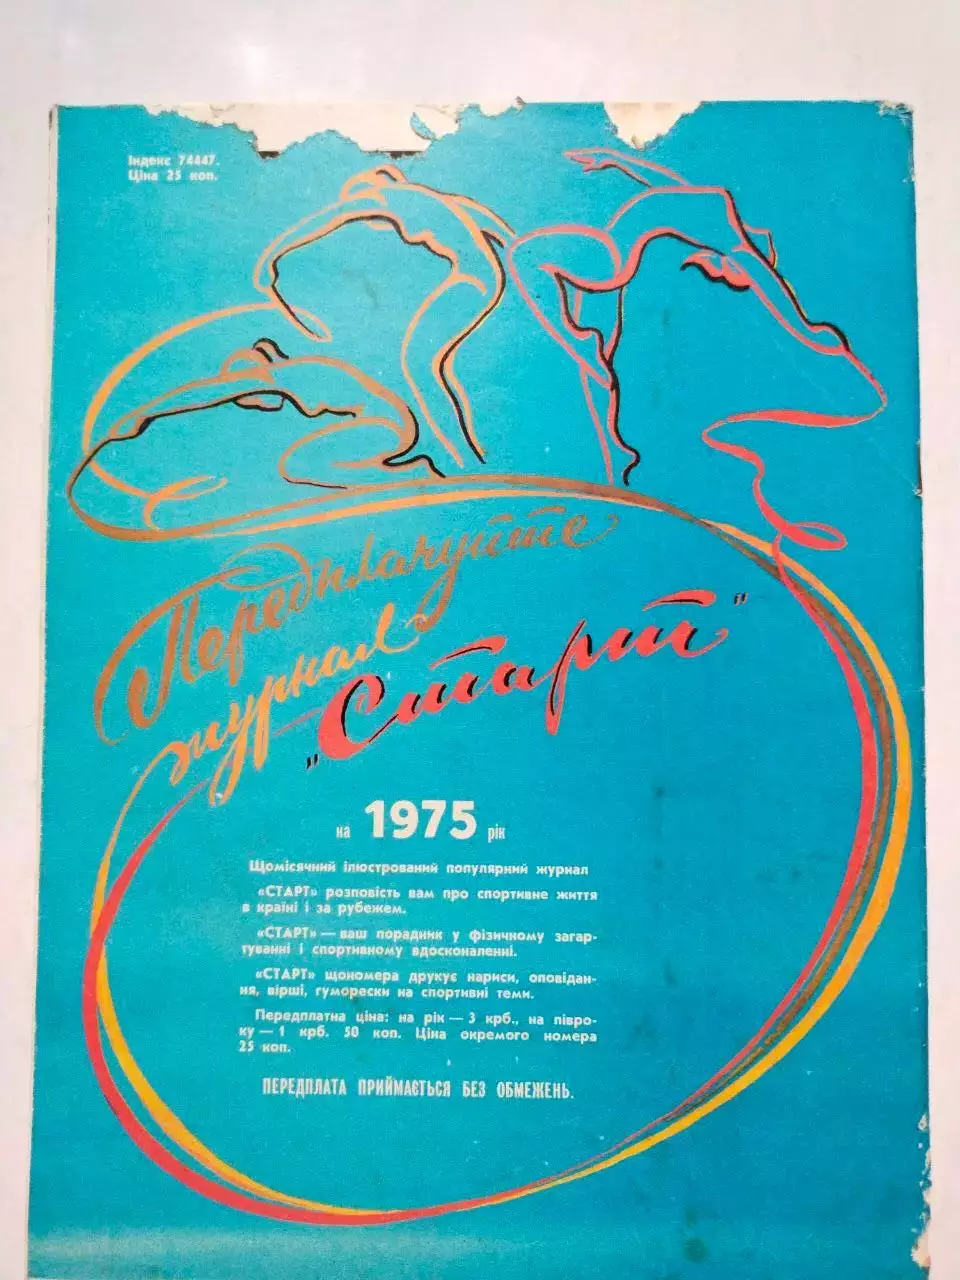 Індекс 74447.
Ціна 25 коп.
Передплачуйте
журнал
„Старт"
на 1975 рік
Щомісячний ілюстрований популярний журнал
«СТАРТ» розповість вам про спортивне життя
в країні і за рубежем.
«СТАРТ» — ваш порадник у фізичному загар-
туванні і спортивному вдосконаленні.
«СТАРТ» щономера друкує нариси, оповідан-
ня, вірші, гуморески на спортивні теми.
Передплатна ціна: на рік — 3 крб., на півро-
ку — 1 крб. 50 коп. Ціна окремого номера
25 коп.
ПЕРЕДПЛАТА ПРИЙМАЄТЬСЯ БЕЗ ОБМЕЖЕНЬ.